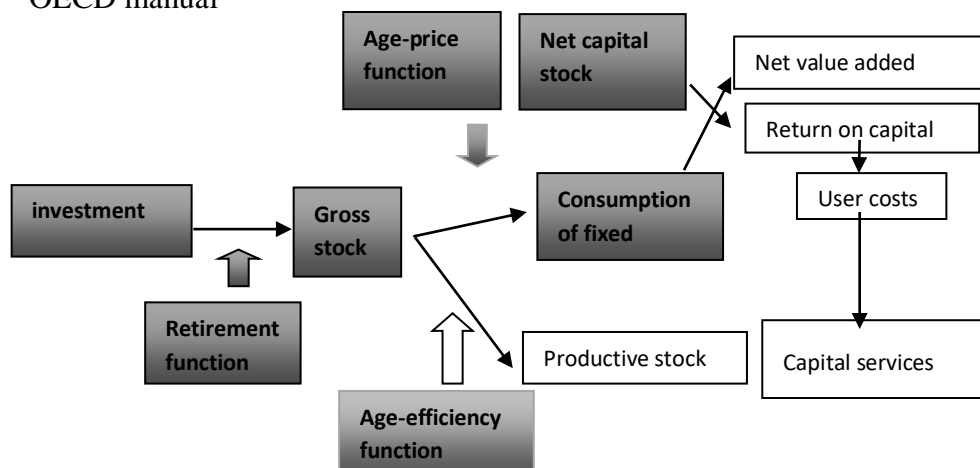 OECD manual
Age-price
function
Net capital
stock
Net value added
Return on capital
investment
Gross
stock
Consumption
of fixed
User costs
Retirement
function
Productive stock
Capital services
Age-efficiency
function